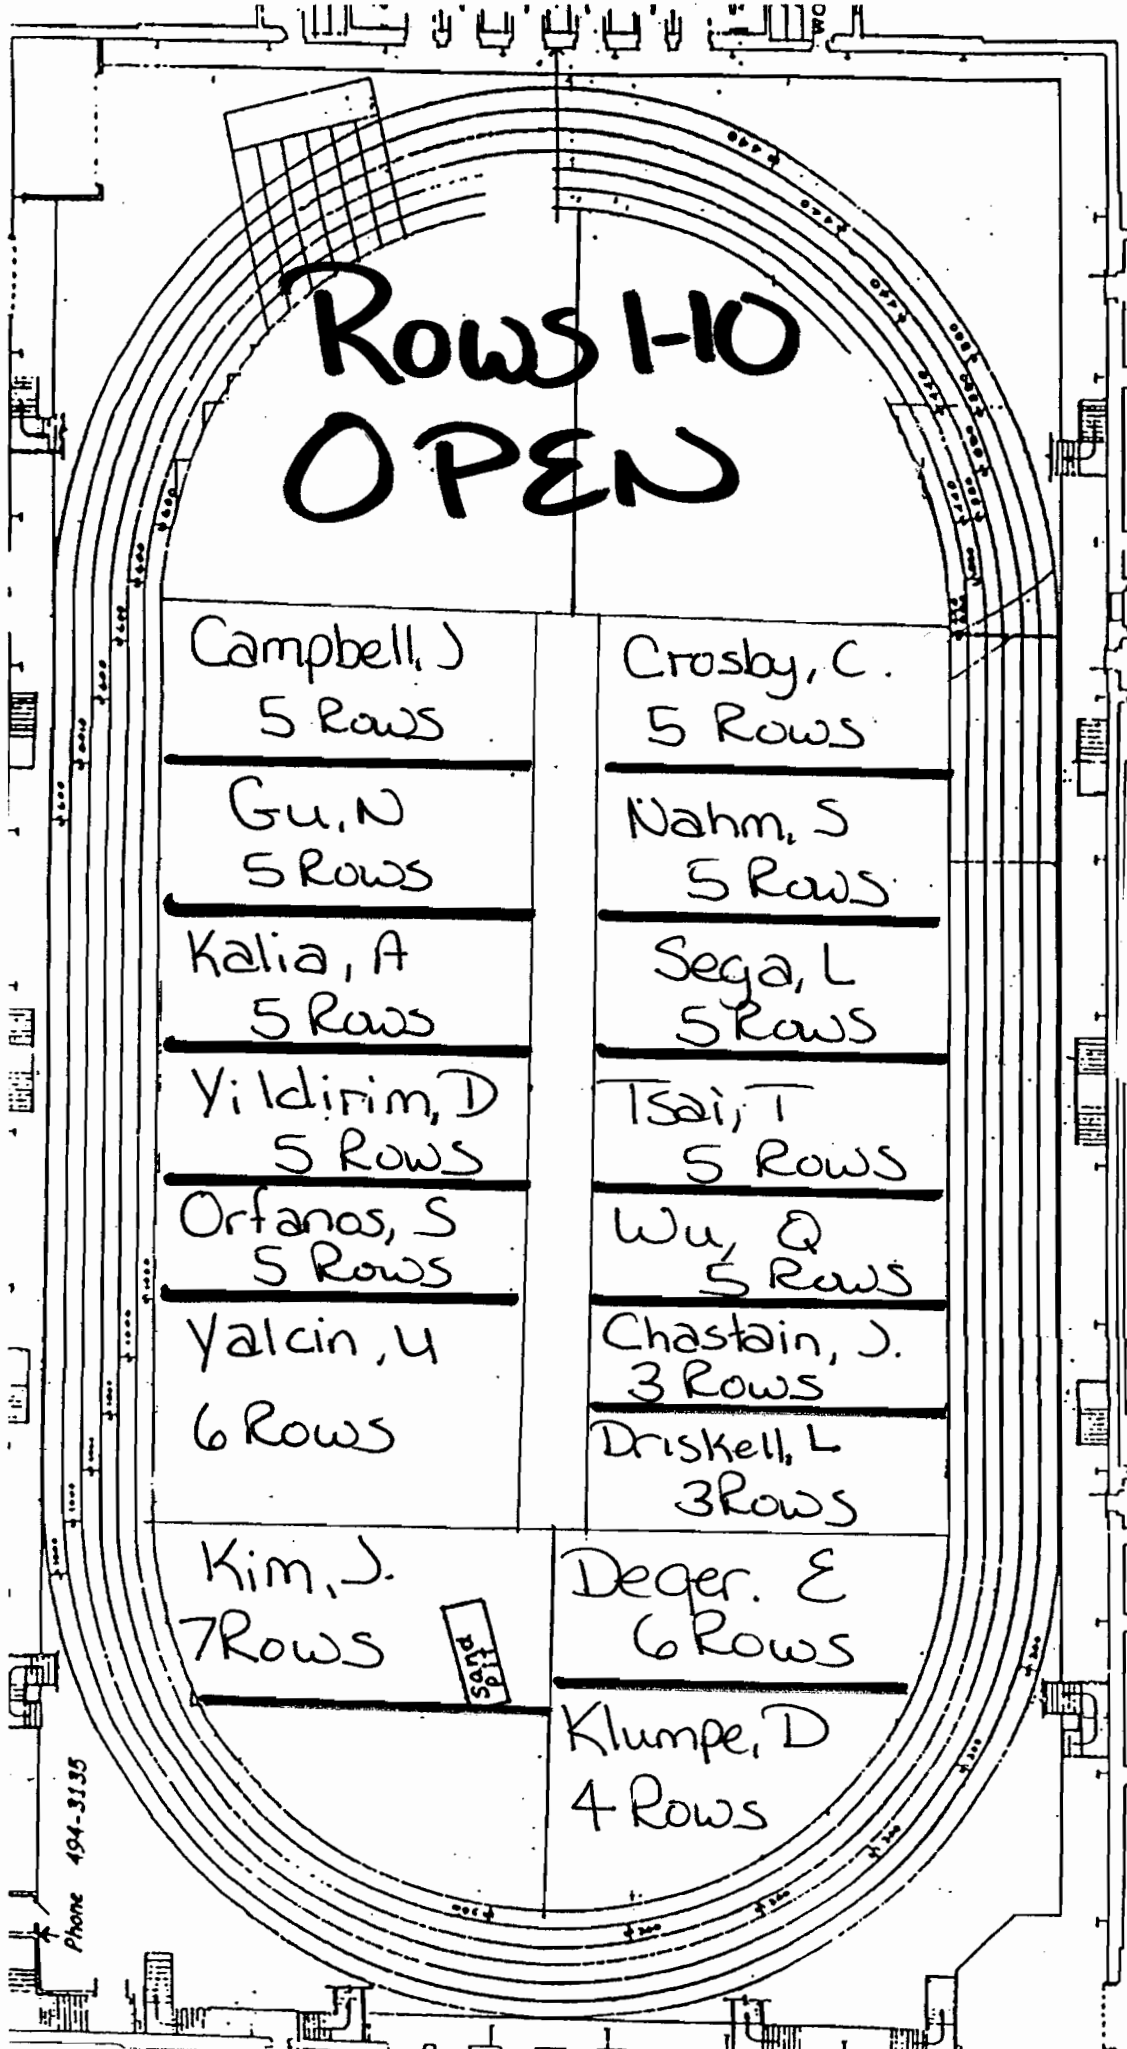 Rows 1-10
OPEN
Campbell, J
5 Rows
Crosby, C.
5 Rows
Gu, N
5 Rows
Nahm, S
5 Rows
Kalia, A
5 Rows
Sega, L
5 Rows
Yildirim, D
5 Rows
Tsai, T
5 Rows
Orfanos, S
5 Rows
Wu, Q
5 Rows
Yalcin, U
6 Rows
Chastain, J.
3 Rows
Driskell, L
3 Rows
Kim, J.
7 Rows
sand
pit
Deger. E
6 Rows
Klumpe, D
4 Rows
Phone 494-3135